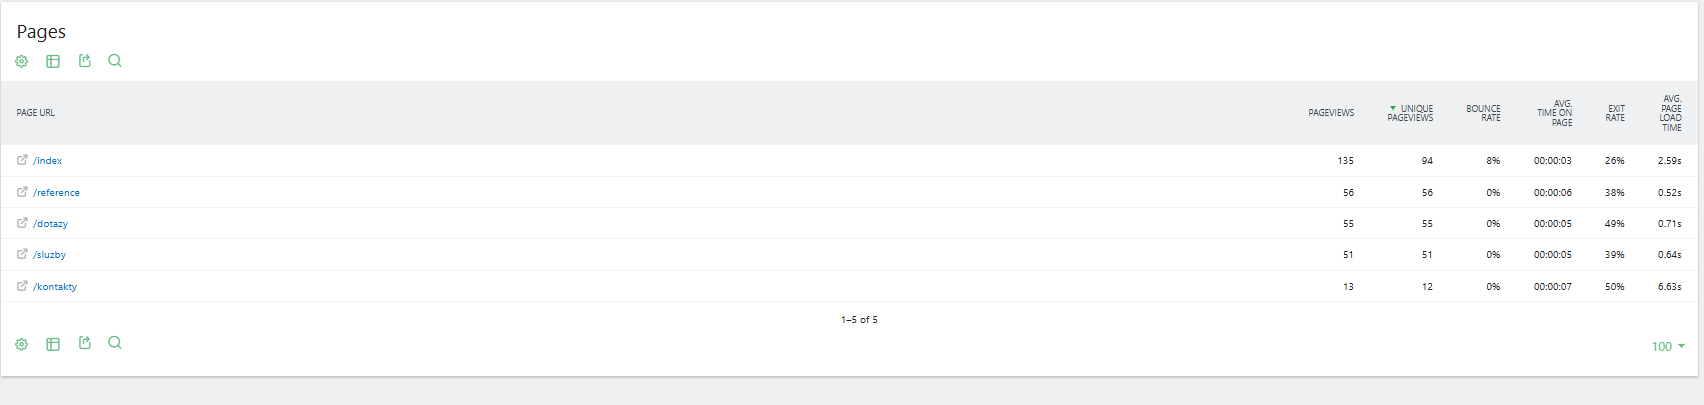 Pages
PAGE URL PAGEVIEWS UNIQUE PAGEVIEWS BOUNCE RATE AVG. TIME ON PAGE EXIT RATE AVG. PAGE LOAD TIME
/index 135 94 8% 00:00:03 26% 2.59s
/reference 56 56 0% 00:00:06 38% 0.52s
/dotazy 55 55 0% 00:00:05 49% 0.71s
/sluzby 51 51 0% 00:00:05 39% 0.64s
/kontakty 13 12 0% 00:00:07 50% 6.63s
1–5 of 5
100